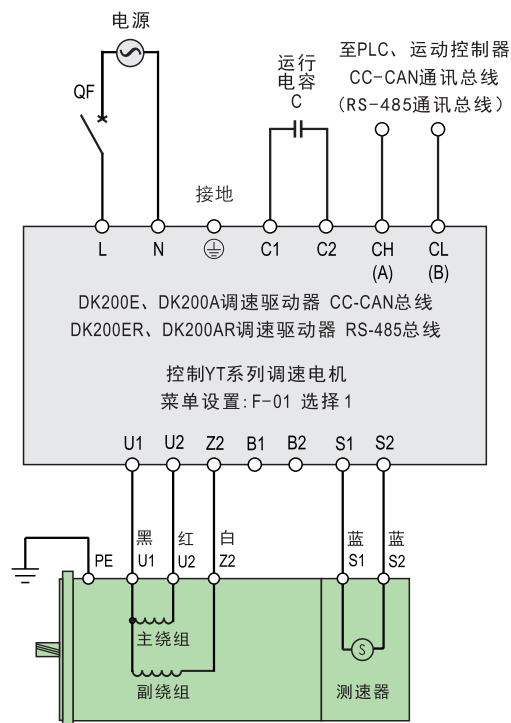 电源
QF
运行
电容
C
至PLC、运动控制器
CC-CAN通讯总线
（RS-485通讯总线）
接地
L N C1 C2 CH CL
(A) (B)
DK200E、DK200A调速驱动器 CC-CAN总线
DK200ER、DK200AR调速驱动器 RS-485总线
控制YT系列调速电机
菜单设置:F-01 选择1
U1 U2 Z2 B1 B2 S1 S2
黑 红 白 蓝 蓝
PE U1 U2 Z2 S1 S2
主绕组
S
副绕组
测速器